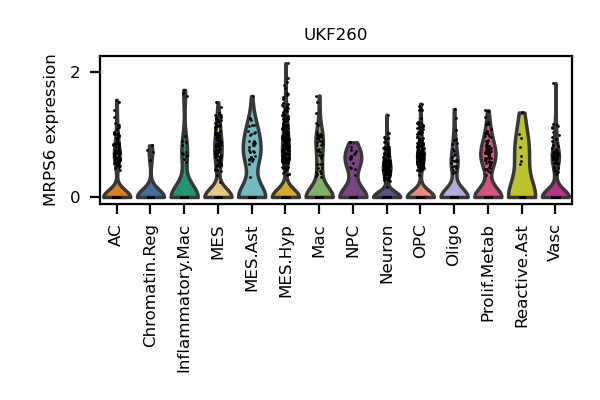 UKF260
MRPS6 expression
2
0
AC
Chromatin.Reg
Inflammatory.Mac
MES
MES.Ast
MES.Hyp
Mac
NPC
Neuron
OPC
Oligo
Prolif.Metab
Reactive.Ast
Vasc